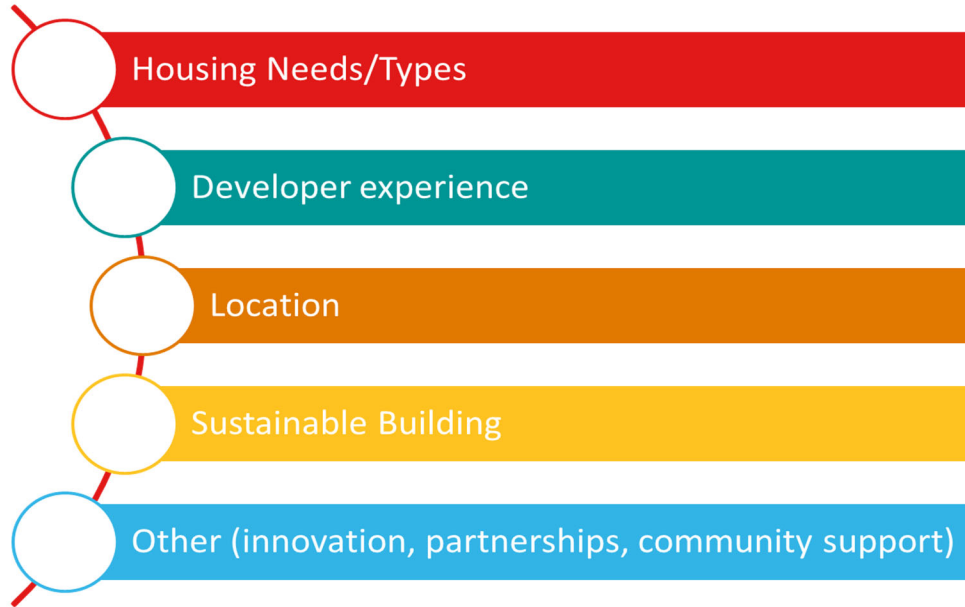 Housing Needs/Types
Developer experience
Location
Sustainable Building
Other (innovation, partnerships, community support)